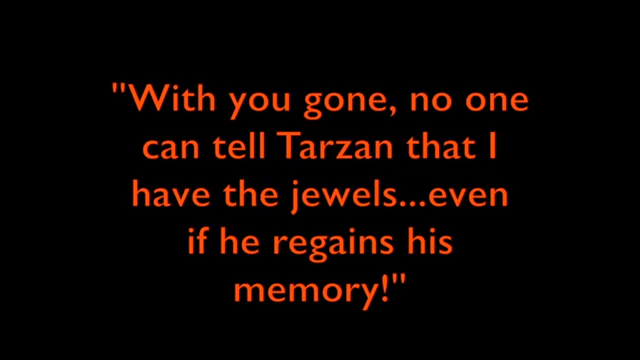 "With you gone, no one
can tell Tarzan that I
have the jewels...even
if he regains his
memory!"